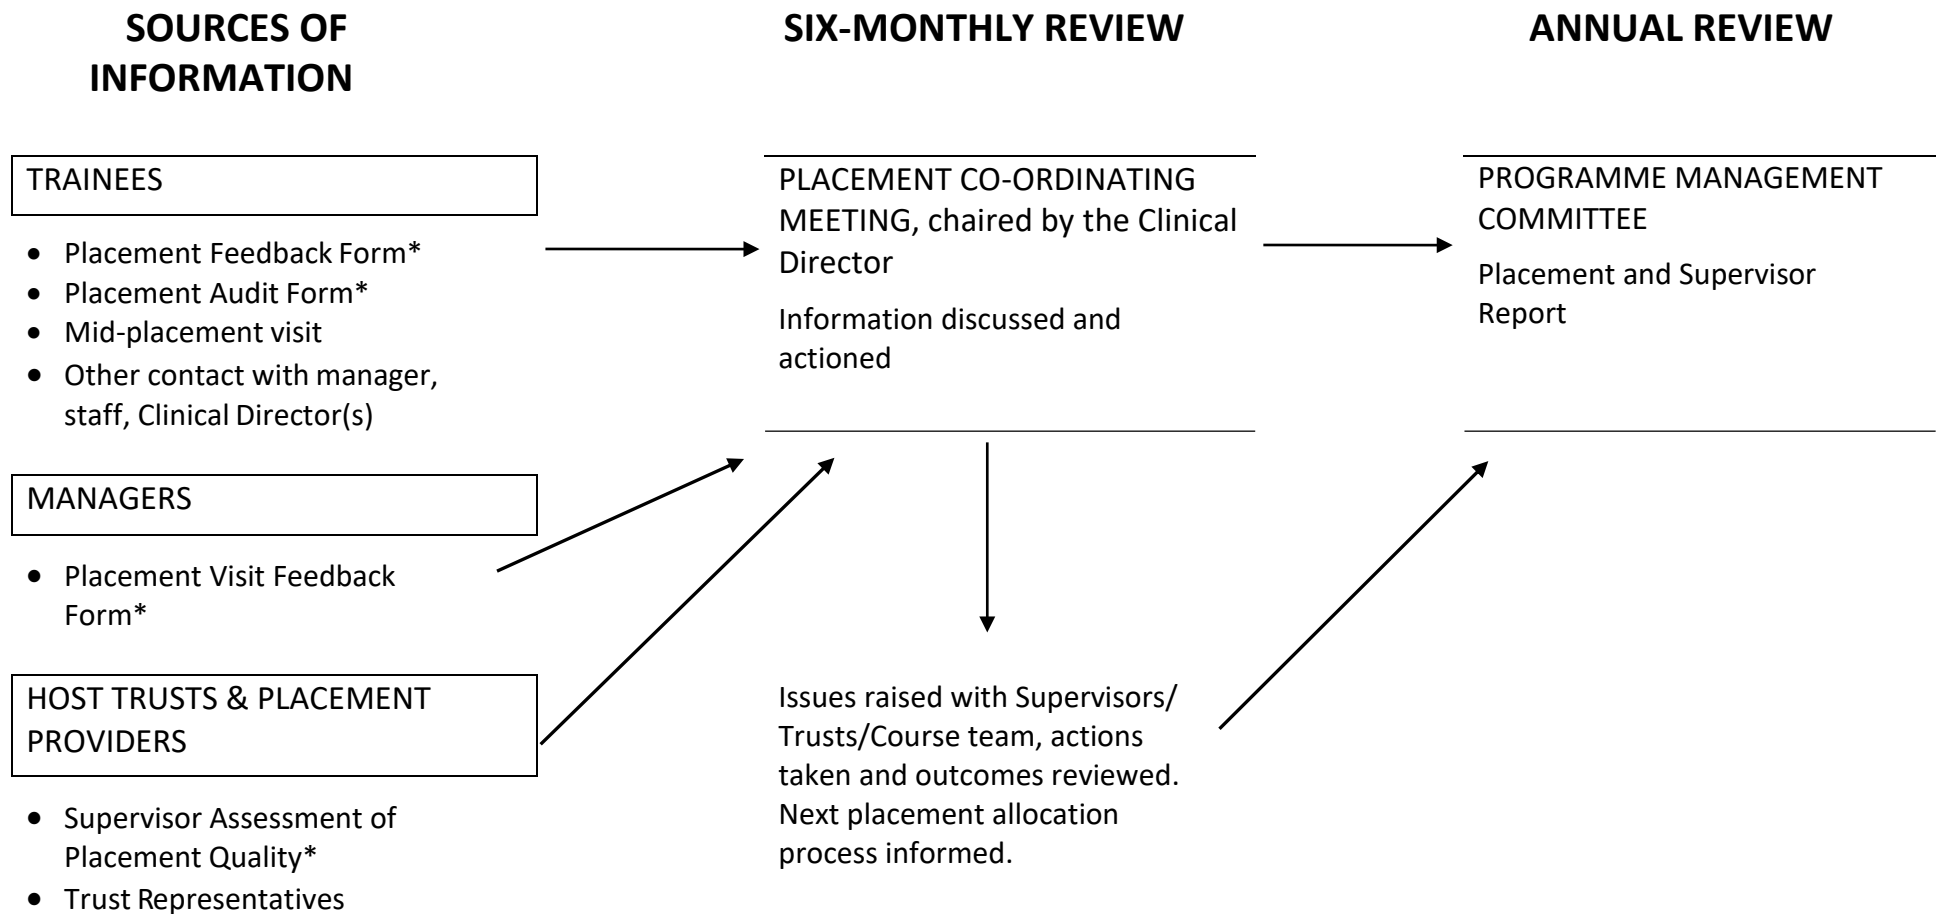 SOURCES OF
INFORMATION
SIX-MONTHLY REVIEW
ANNUAL REVIEW
TRAINEES
• Placement Feedback Form*
• Placement Audit Form*
• Mid-placement visit
• Other contact with manager,
staff, Clinical Director(s)
MANAGERS
• Placement Visit Feedback
Form*
HOST TRUSTS & PLACEMENT
PROVIDERS
• Supervisor Assessment of
Placement Quality*
• Trust Representatives
PLACEMENT CO-ORDINATING
MEETING, chaired by the Clinical
Director
Information discussed and
actioned
Issues raised with Supervisors/
Trusts/Course team, actions
taken and outcomes reviewed.
Next placement allocation
process informed.
PROGRAMME MANAGEMENT
COMMITTEE
Placement and Supervisor
Report